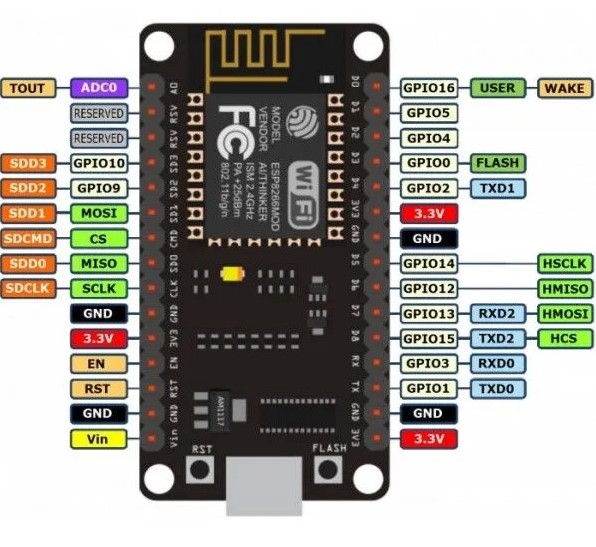 TOUT ADC0 A0 D0 GPIO16 USER WAKE
RESERVED RSV D1 GPIO5
RESERVED RSV D2 GPIO4
SDD3 GPIO10 SD3 D3 GPIO0 FLASH
SDD2 GPIO9 SD2 D4 GPIO2 TXD1
SDD1 MOSI SD1 3V3 3.3V
SDCMD CS CMD GND GND
SDD0 MISO SD0 D5 GPIO14 HSCLK
SDCLK SCLK CLK D6 GPIO12 HMISO
GND GND D7 GPIO13 RXD2 HMOSI
3.3V 3V3 D8 GPIO15 TXD2 HCS
EN EN RX GPIO3 RXD0
RST RST TX GPIO1 TXD0
GND GND GND GND
Vin Vin 3V3 3.3V
FC
MODEL ESP8266MOD
VENDOR AI/THINKER
ISM 2.4GHz
PA +25dBm
802.11b/g/n
Wi Fi
AM1117
RST
FLASH